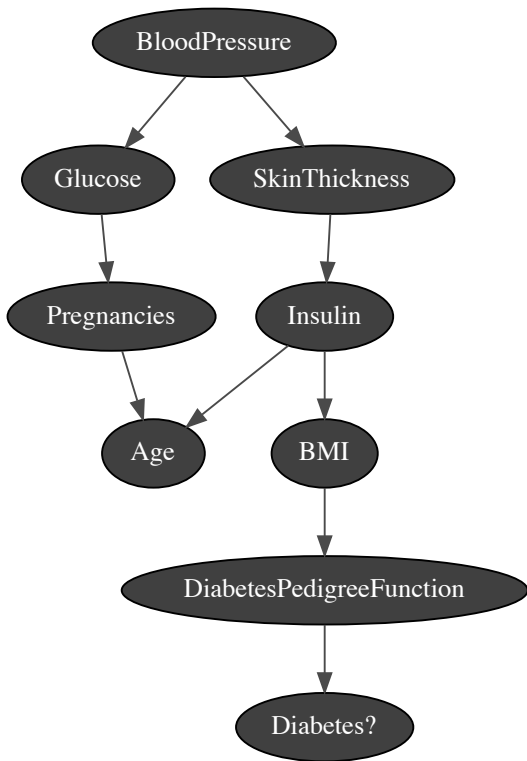 BloodPressure
Glucose
SkinThickness
Pregnancies
Insulin
Age
BMI
DiabetesPedigreeFunction
Diabetes?